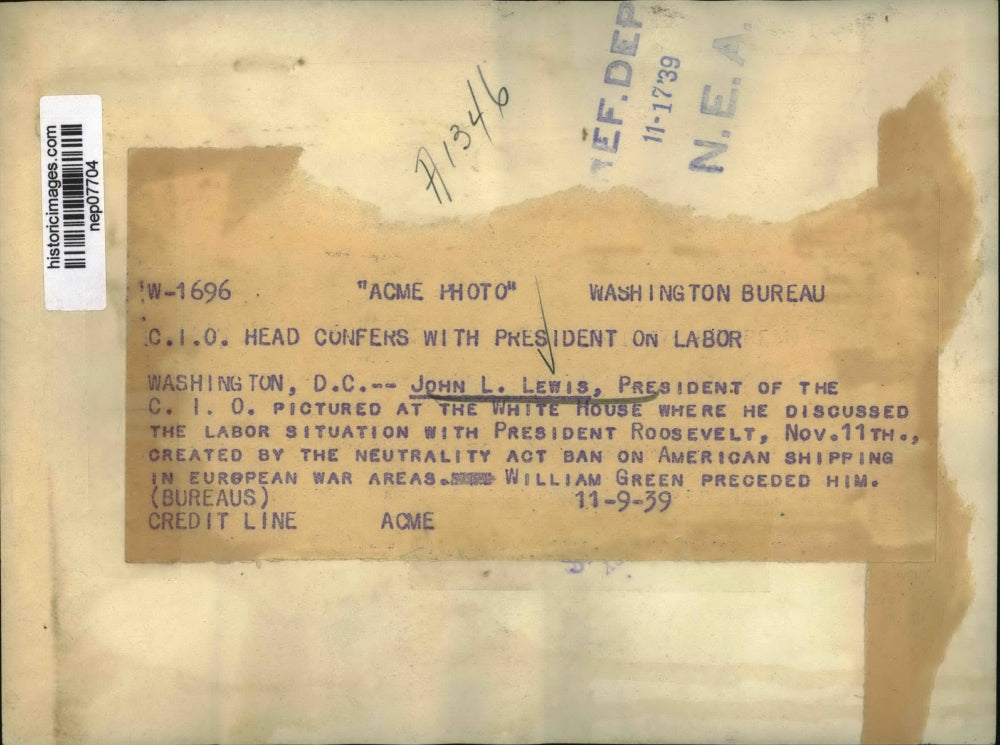 REF. DEP
11-17'39
N.E.A.
A1346
historicimages.com
nep07704
W-1696 "ACME PHOTO" WASHINGTON BUREAU
C.I.O. HEAD CONFERS WITH PRESIDENT ON LABOR
WASHINGTON, D.C.-- JOHN L. LEWIS, PRESIDENT OF THE
C. I. O. PICTURED AT THE WHITE HOUSE WHERE HE DISCUSSED
THE LABOR SITUATION WITH PRESIDENT ROOSEVELT, NOV.11TH.,
CREATED BY THE NEUTRALITY ACT BAN ON AMERICAN SHIPPING
IN EUROPEAN WAR AREAS. WILLIAM GREEN PRECEDED HIM.
(BUREAUS) 11-9-39
CREDIT LINE ACME